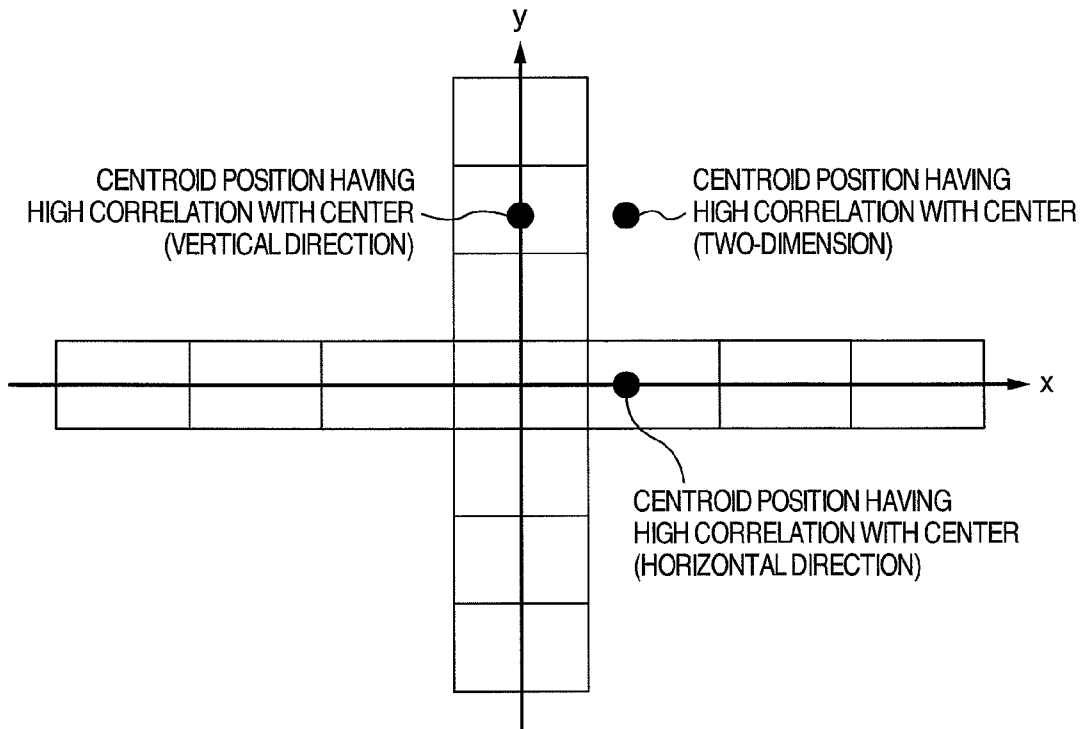 y
CENTROID POSITION HAVING
HIGH CORRELATION WITH CENTER
(VERTICAL DIRECTION)
CENTROID POSITION HAVING
HIGH CORRELATION WITH CENTER
(TWO-DIMENSION)
x
CENTROID POSITION HAVING
HIGH CORRELATION WITH CENTER
(HORIZONTAL DIRECTION)